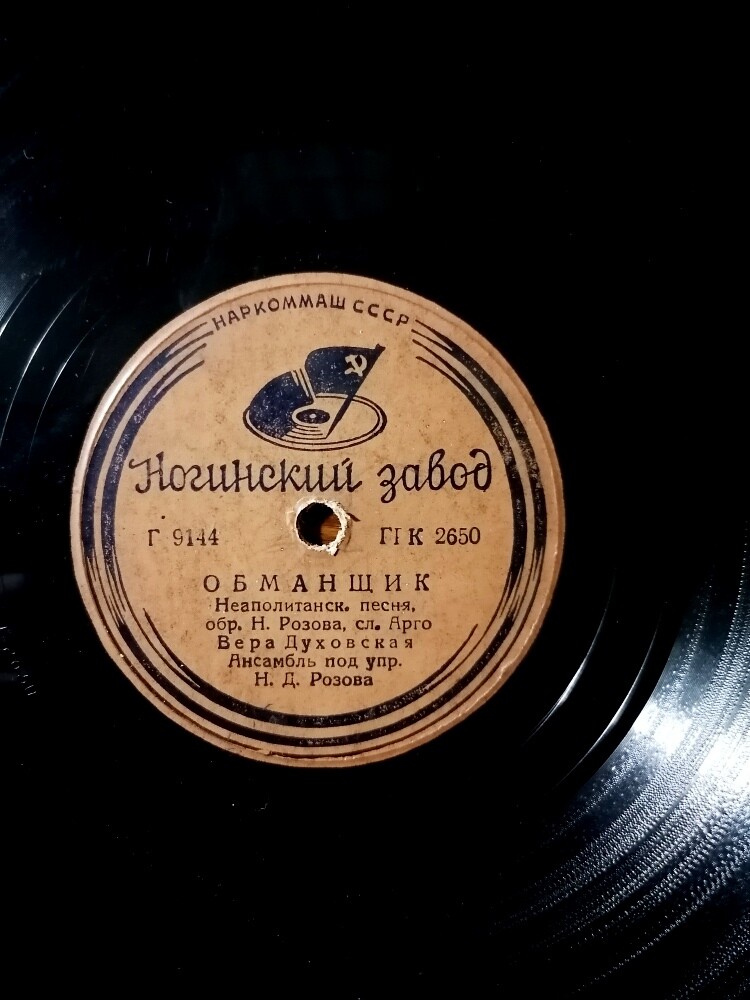 НАРКОММАШ СССР
Ногинский завод
Г 9144 ГІ К 2650
ОБМАНЩИК
Неаполитанск. песня,
обр. Н. Розова, сл. Арго
Вера Духовская
Ансамбль под упр.
Н. Д. Розова